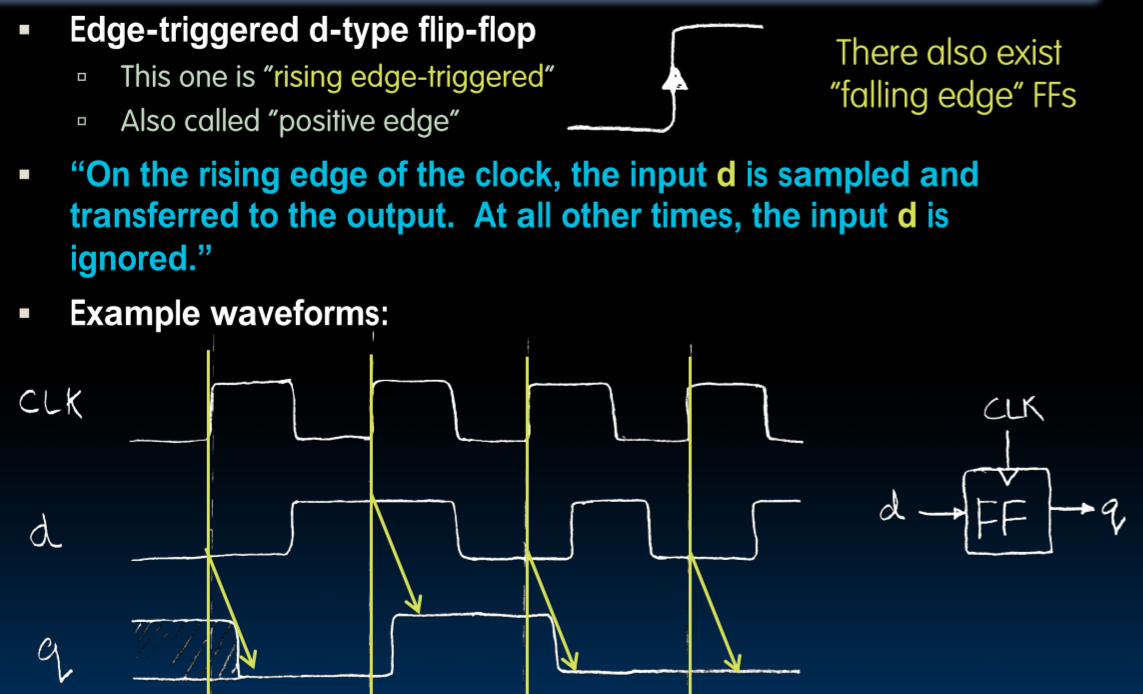 Edge-triggered d-type flip-flop
This one is "rising edge-triggered"
Also called "positive edge"
There also exist
"falling edge" FFs
“On the rising edge of the clock, the input d is sampled and
transferred to the output.  At all other times, the input d is
ignored.”
Example waveforms:
CLK
d
q
CLK
d
FF
q